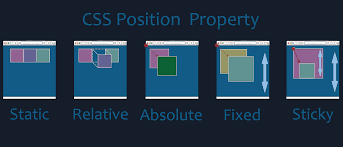 CSS Position Property
Static Relative Absolute Fixed Sticky